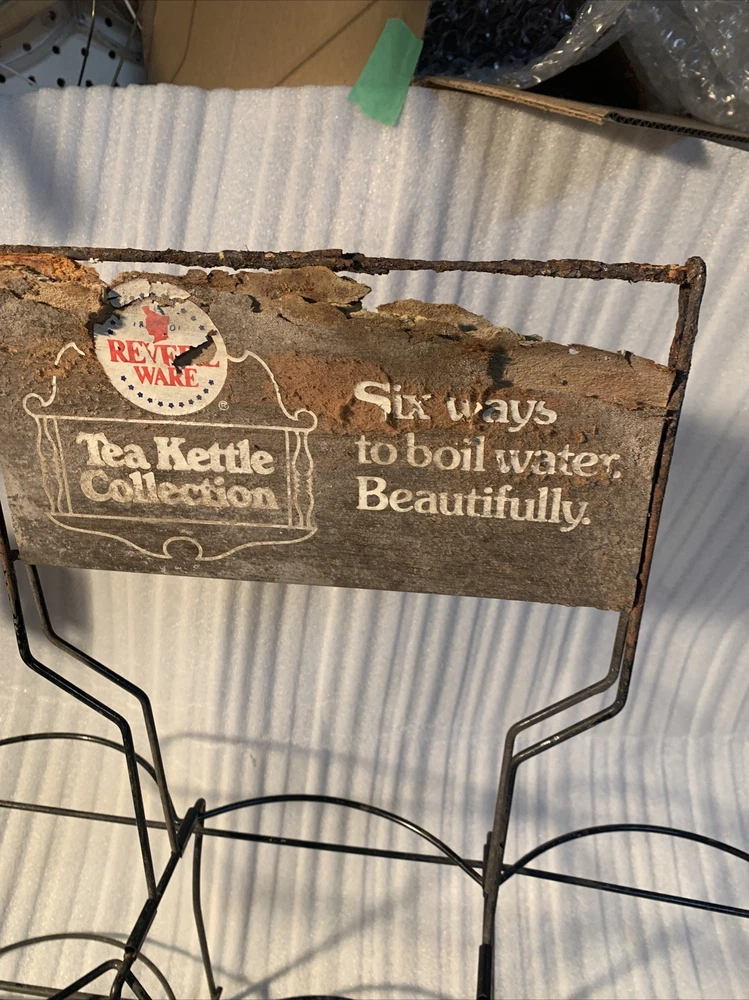 REVERE
WARE
®
Tea Kettle
Collection
Six ways
to boil water.
Beautifully.